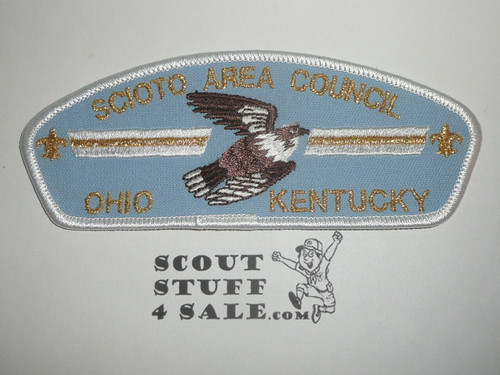 SCIOTO AREA COUNCIL
OHIO KENTUCKY
SCOUT
STUFF
4 SALE.COM